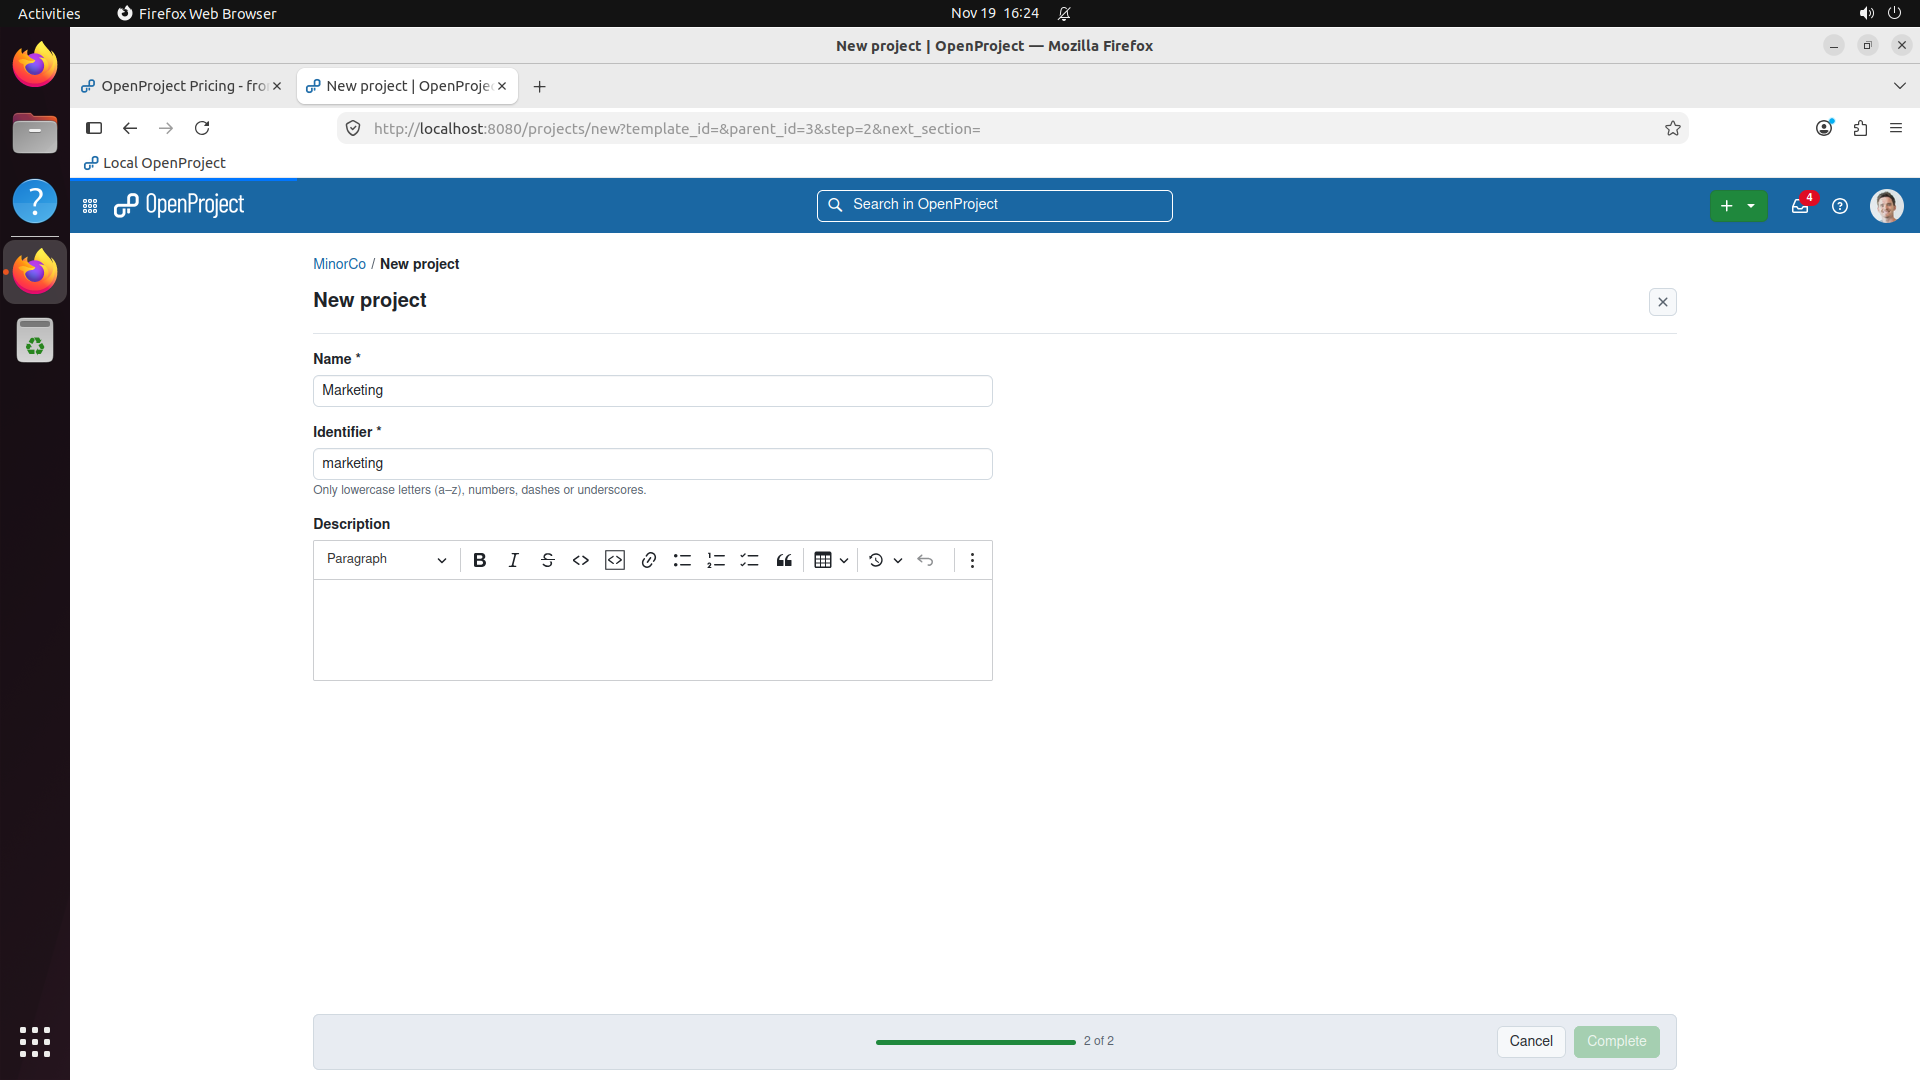 Activities
Firefox Web Browser
Nov 19 16:24
New project | OpenProject — Mozilla Firefox
OpenProject Pricing - fro
New project | OpenProje
http://localhost:8080/projects/new?template_id=&parent_id=3&step=2&next_section=
Local OpenProject
OpenProject
Search in OpenProject
4
MinorCo / New project
New project
Name *
Marketing
Identifier *
marketing
Only lowercase letters (a–z), numbers, dashes or underscores.
Description
Paragraph
2 of 2
Cancel
Complete